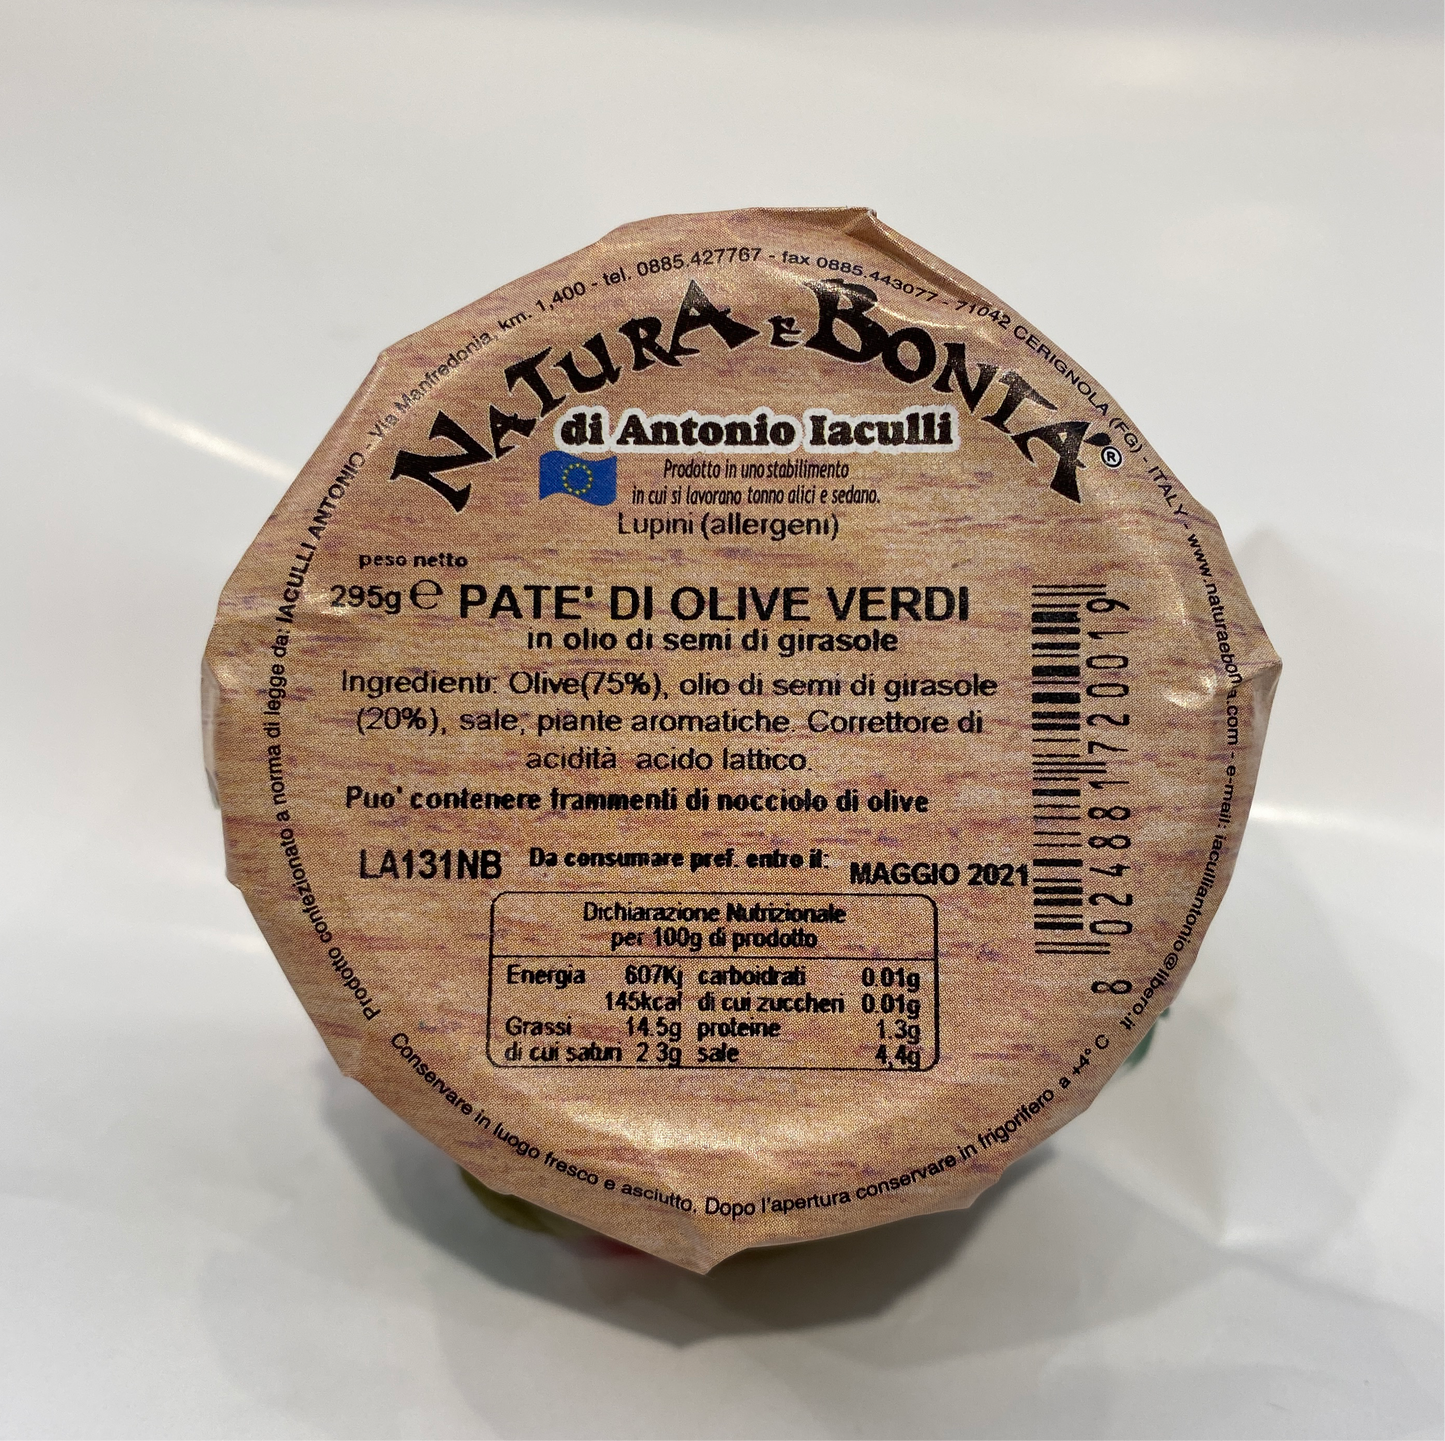 Prodotto confezionato a norma di legge da: IACULLI ANTONIO - Via Manfredonia, km. 1,400 - tel. 0885.427767 - fax 0885.443077 - 71042 CERIGNOLA (FG) - ITALY - www.naturaebonta.com - e-mail: iaculliantonio@libero.it
NATURA E BONTA'®
di Antonio Iaculli
Prodotto in uno stabilimento
in cui si lavorano tonno alici e sedano.
Lupini (allergeni)
peso netto
295g e PATE' DI OLIVE VERDI
in olio di semi di girasole
Ingredienti: Olive(75%), olio di semi di girasole
(20%), sale, piante aromatiche. Correttore di
acidità acido lattico.
Puo' contenere frammenti di nocciolo di olive
LA131NB Da consumare pref. entro il: MAGGIO 2021
Dichiarazione Nutrizionale
per 100g di prodotto
Energia 607Kj carboidrati 0.01g
145kcal di cui zuccheri 0.01g
Grassi 14.5g proteine 1.3g
di cui saturi 2 3g sale 4,4g
8 024881 720019
Conservare in luogo fresco e asciutto. Dopo l'apertura conservare in frigorifero a +4° C